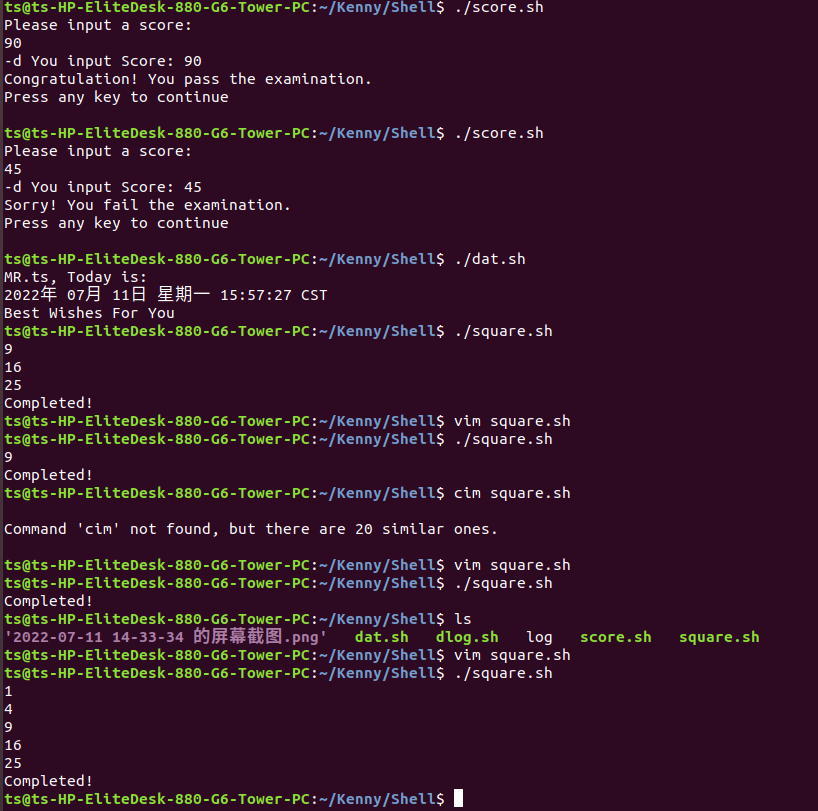 ts@ts-HP-EliteDesk-880-G6-Tower-PC:~/Kenny/Shell$ ./score.sh
Please input a score:
90
-d You input Score: 90
Congratulation! You pass the examination.
Press any key to continue
ts@ts-HP-EliteDesk-880-G6-Tower-PC:~/Kenny/Shell$ ./score.sh
Please input a score:
45
-d You input Score: 45
Sorry! You fail the examination.
Press any key to continue
ts@ts-HP-EliteDesk-880-G6-Tower-PC:~/Kenny/Shell$ ./dat.sh
MR.ts, Today is:
2022年 07月 11日 星期一 15:57:27 CST
Best Wishes For You
ts@ts-HP-EliteDesk-880-G6-Tower-PC:~/Kenny/Shell$ ./square.sh
9
16
25
Completed!
ts@ts-HP-EliteDesk-880-G6-Tower-PC:~/Kenny/Shell$ vim square.sh
ts@ts-HP-EliteDesk-880-G6-Tower-PC:~/Kenny/Shell$ ./square.sh
9
Completed!
ts@ts-HP-EliteDesk-880-G6-Tower-PC:~/Kenny/Shell$ cim square.sh
Command 'cim' not found, but there are 20 similar ones.
ts@ts-HP-EliteDesk-880-G6-Tower-PC:~/Kenny/Shell$ vim square.sh
ts@ts-HP-EliteDesk-880-G6-Tower-PC:~/Kenny/Shell$ ./square.sh
Completed!
ts@ts-HP-EliteDesk-880-G6-Tower-PC:~/Kenny/Shell$ ls
'2022-07-11 14-33-34 的屏幕截图.png'   dat.sh   dlog.sh   log   score.sh   square.sh
ts@ts-HP-EliteDesk-880-G6-Tower-PC:~/Kenny/Shell$ vim square.sh
ts@ts-HP-EliteDesk-880-G6-Tower-PC:~/Kenny/Shell$ ./square.sh
1
4
9
16
25
Completed!
ts@ts-HP-EliteDesk-880-G6-Tower-PC:~/Kenny/Shell$